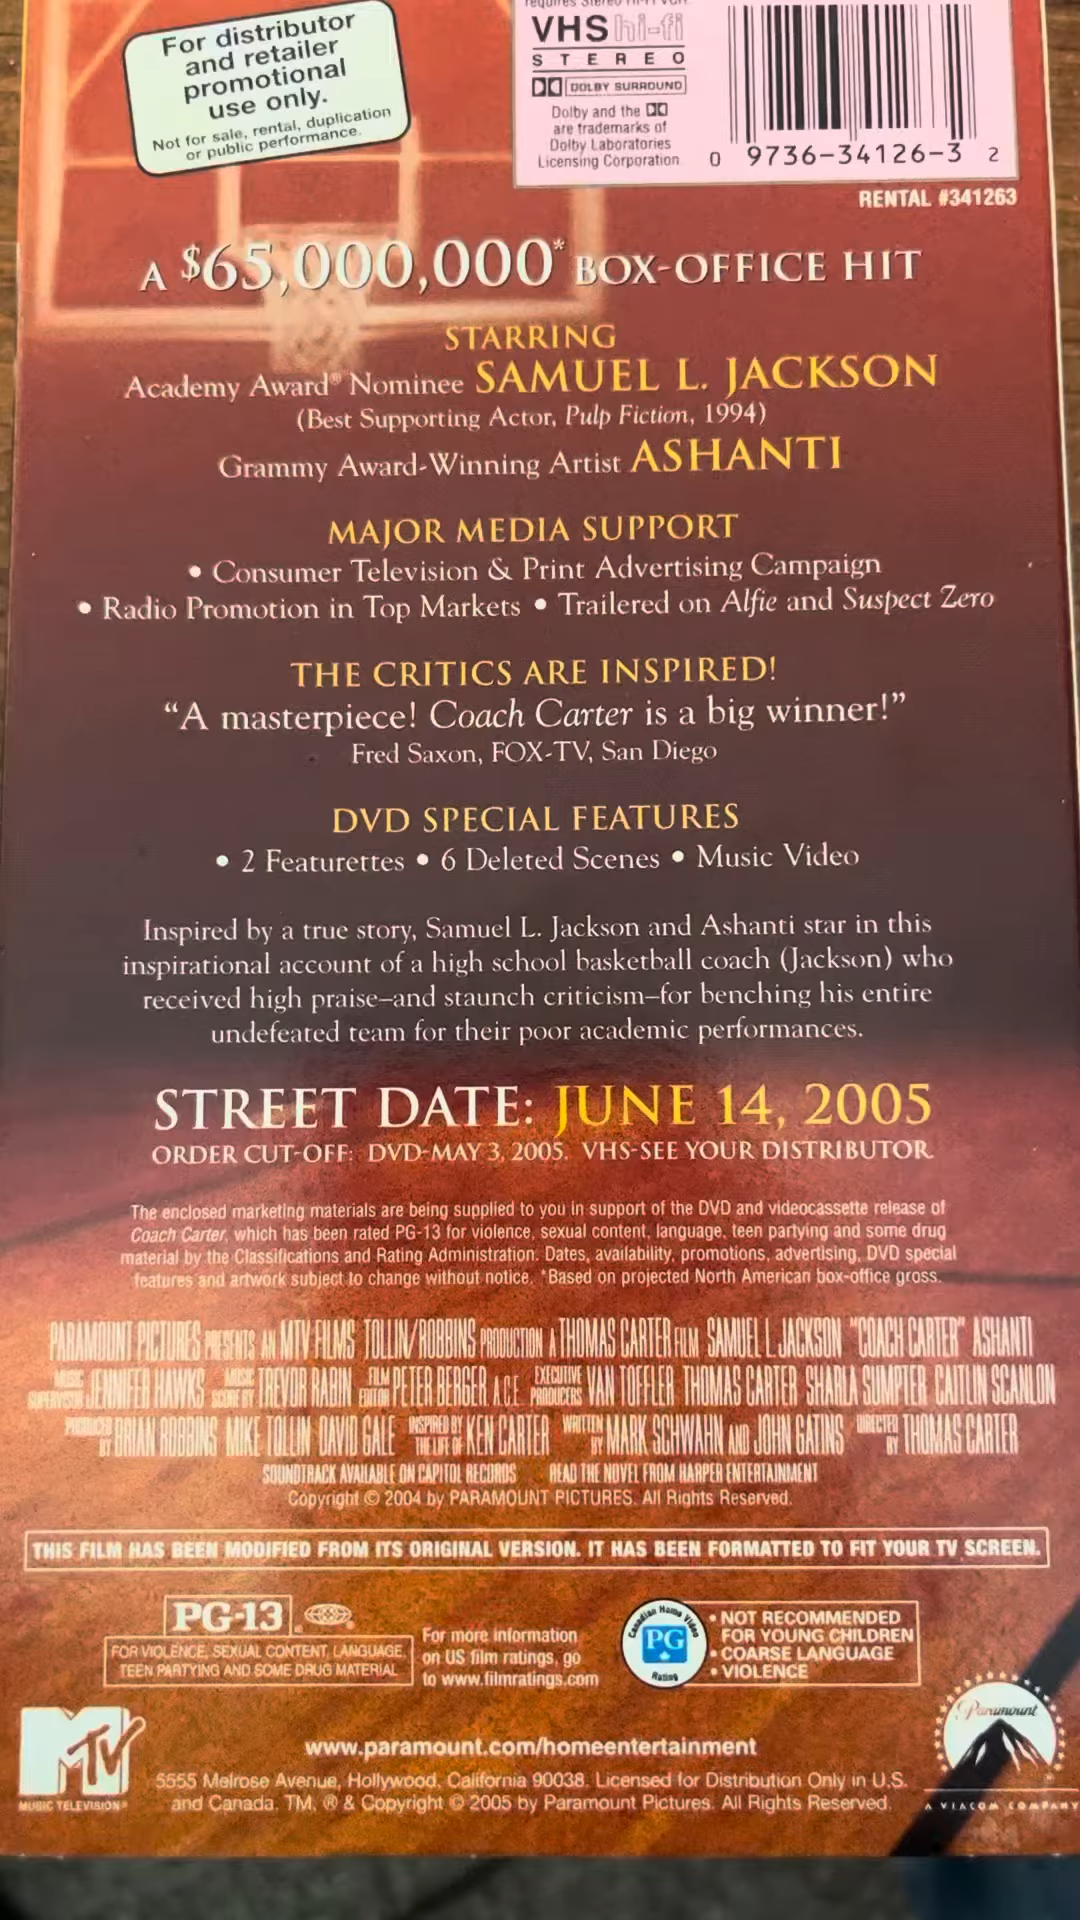 For distributor
and retailer
promotional
use only.
Not for sale, rental, duplication
or public performance.
requires Stereo Hi-Fi VCR.
VHS hi-fi
STEREO
DOLBY SURROUND
Dolby and the
are trademarks of
Dolby Laboratories
Licensing Corporation
0 9736-34126-3 2
RENTAL #341263
A $65,000,000* BOX-OFFICE HIT
STARRING
Academy Award® Nominee SAMUEL L. JACKSON
(Best Supporting Actor, Pulp Fiction, 1994)
Grammy Award-Winning Artist ASHANTI
MAJOR MEDIA SUPPORT
• Consumer Television & Print Advertising Campaign
• Radio Promotion in Top Markets • Trailered on Alfie and Suspect Zero
THE CRITICS ARE INSPIRED!
“A masterpiece! Coach Carter is a big winner!”
Fred Saxon, FOX-TV, San Diego
DVD SPECIAL FEATURES
• 2 Featurettes • 6 Deleted Scenes • Music Video
Inspired by a true story, Samuel L. Jackson and Ashanti star in this
inspirational account of a high school basketball coach (Jackson) who
received high praise–and staunch criticism–for benching his entire
undefeated team for their poor academic performances.
STREET DATE: JUNE 14, 2005
ORDER CUT-OFF: DVD-MAY 3, 2005. VHS-SEE YOUR DISTRIBUTOR
The enclosed marketing materials are being supplied to you in support of the DVD and videocassette release of
Coach Carter, which has been rated PG-13 for violence, sexual content, language, teen partying and some drug
material by the Classifications and Rating Administration. Dates, availability, promotions, advertising, DVD special
features and artwork subject to change without notice. *Based on projected North American box-office gross.
PARAMOUNT PICTURES PRESENTS AN MTV FILMS TOLLIN/ROBBINS PRODUCTION A THOMAS CARTER FILM SAMUEL L. JACKSON "COACH CARTER" ASHANTI
MUSIC SUPERVISOR JENNIFER HAWKS MUSIC SCORE BY TREVOR RABIN FILM EDITOR PETER BERGER A.C.E. EXECUTIVE PRODUCERS VAN TOFFLER THOMAS CARTER SHARLA SUMPTER CAITLIN SCANLON
PRODUCED BY BRIAN ROBBINS MIKE TOLLIN DAVID GALE INSPIRED BY THE LIFE OF KEN CARTER WRITTEN BY MARK SCHWAHN AND JOHN GATINS DIRECTED BY THOMAS CARTER
SOUNDTRACK AVAILABLE ON CAPITOL RECORDS READ THE NOVEL FROM HARPER ENTERTAINMENT
Copyright © 2004 by PARAMOUNT PICTURES. All Rights Reserved.
THIS FILM HAS BEEN MODIFIED FROM ITS ORIGINAL VERSION. IT HAS BEEN FORMATTED TO FIT YOUR TV SCREEN.
PG-13 ®
FOR VIOLENCE, SEXUAL CONTENT, LANGUAGE,
TEEN PARTYING AND SOME DRUG MATERIAL
For more information
on US film ratings, go
to www.filmratings.com
Canadian Home Video
PG
Rating
• NOT RECOMMENDED
FOR YOUNG CHILDREN
• COARSE LANGUAGE
• VIOLENCE
MTV
MUSIC TELEVISION®
www.paramount.com/homeentertainment
5555 Melrose Avenue, Hollywood, California 90038. Licensed for Distribution Only in U.S.
and Canada. TM, ® & Copyright © 2005 by Paramount Pictures. All Rights Reserved.
Paramount
A VIACOM COMPANY